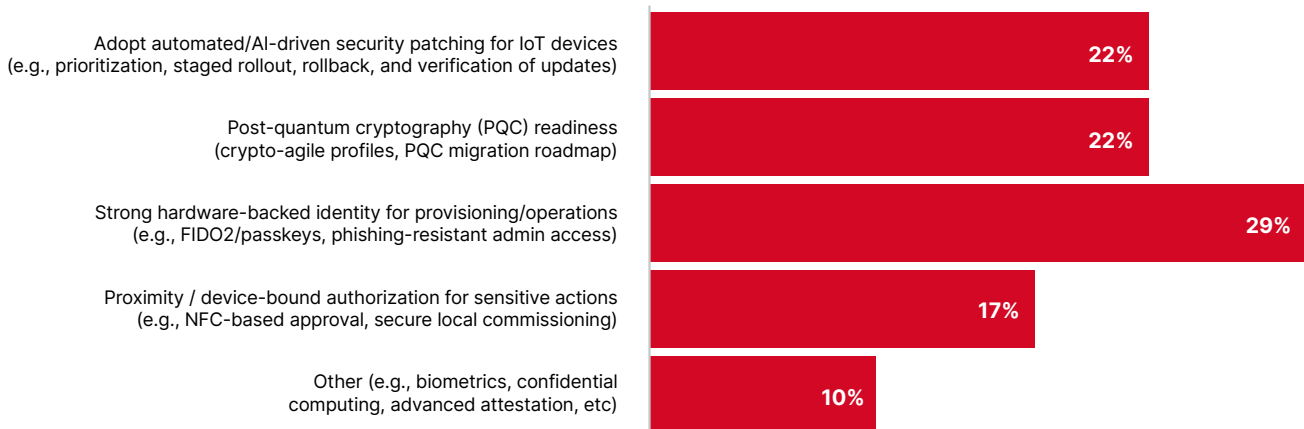 Adopt automated/AI-driven security patching for IoT devices
(e.g., prioritization, staged rollout, rollback, and verification of updates)
22%
Post-quantum cryptography (PQC) readiness
(crypto-agile profiles, PQC migration roadmap)
22%
Strong hardware-backed identity for provisioning/operations
(e.g., FIDO2/passkeys, phishing-resistant admin access)
29%
Proximity / device-bound authorization for sensitive actions
(e.g., NFC-based approval, secure local commissioning)
17%
Other (e.g., biometrics, confidential
computing, advanced attestation, etc)
10%